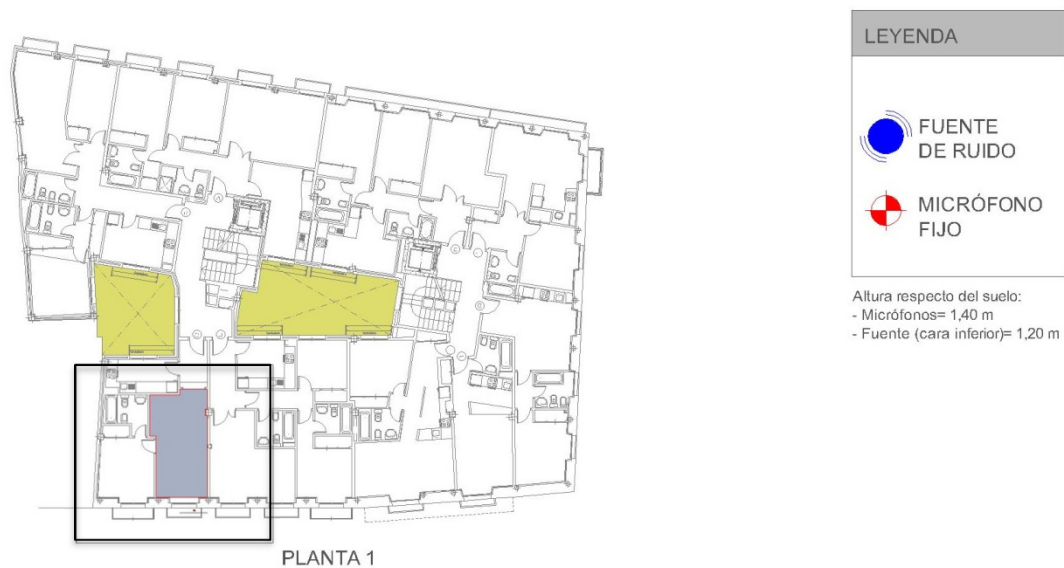 LEYENDA
FUENTE
DE RUIDO
MICRÓFONO
FIJO
Altura respecto del suelo:
- Micrófonos= 1,40 m
- Fuente (cara inferior)= 1,20 m
PLANTA 1